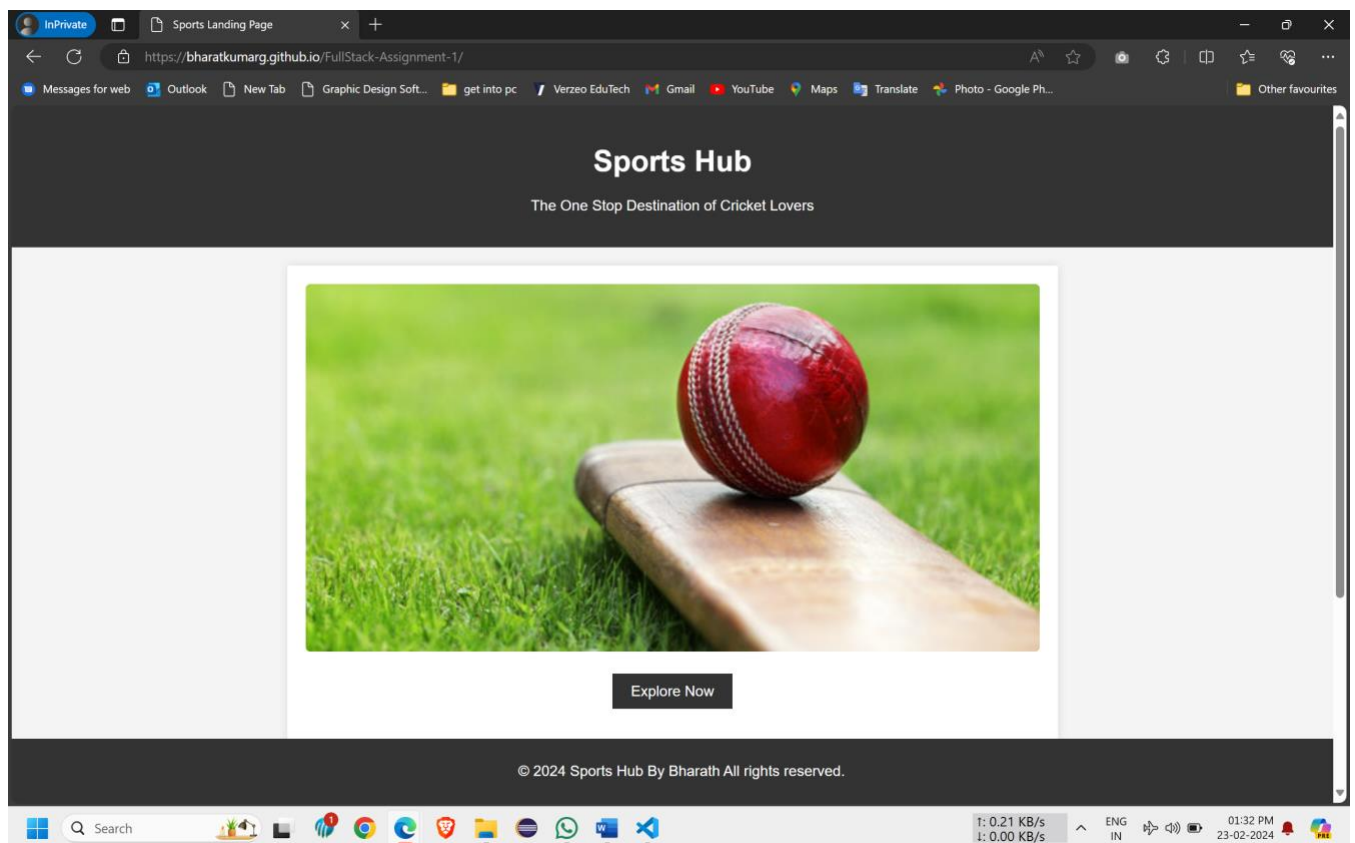 InPrivate
Sports Landing Page
https://bharatkumarg.github.io/FullStack-Assignment-1/
Messages for web
Outlook
New Tab
Graphic Design Soft...
get into pc
Verzeo EduTech
Gmail
YouTube
Maps
Translate
Photo - Google Ph...
Other favourites
Sports Hub
The One Stop Destination of Cricket Lovers
Explore Now
© 2024 Sports Hub By Bharath All rights reserved.
Search
↑: 0.21 KB/s
↓: 0.00 KB/s
ENG
IN
01:32 PM
23-02-2024